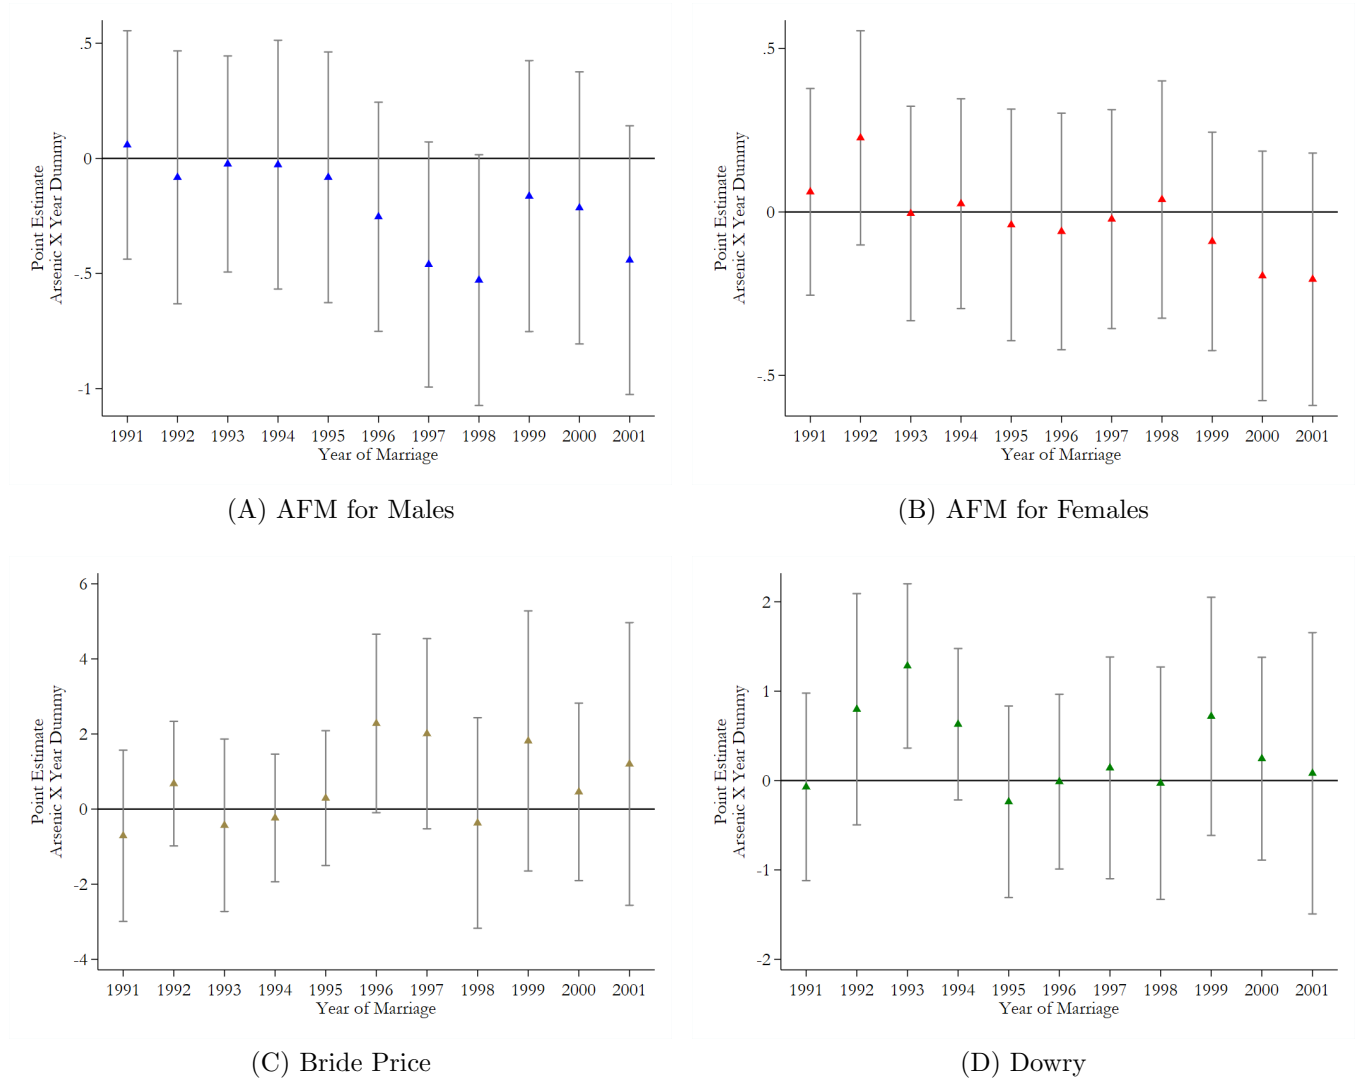 .5
0
-.5
-1
Point Estimate
Arsenic X Year Dummy
1991 1992 1993 1994 1995 1996 1997 1998 1999 2000 2001
Year of Marriage
(A) AFM for Males
.5
0
-.5
Point Estimate
Arsenic X Year Dummy
1991 1992 1993 1994 1995 1996 1997 1998 1999 2000 2001
Year of Marriage
(B) AFM for Females
6
4
2
0
-2
-4
Point Estimate
Arsenic X Year Dummy
1991 1992 1993 1994 1995 1996 1997 1998 1999 2000 2001
Year of Marriage
(C) Bride Price
2
1
0
-1
-2
Point Estimate
Arsenic X Year Dummy
1991 1992 1993 1994 1995 1996 1997 1998 1999 2000 2001
Year of Marriage
(D) Dowry